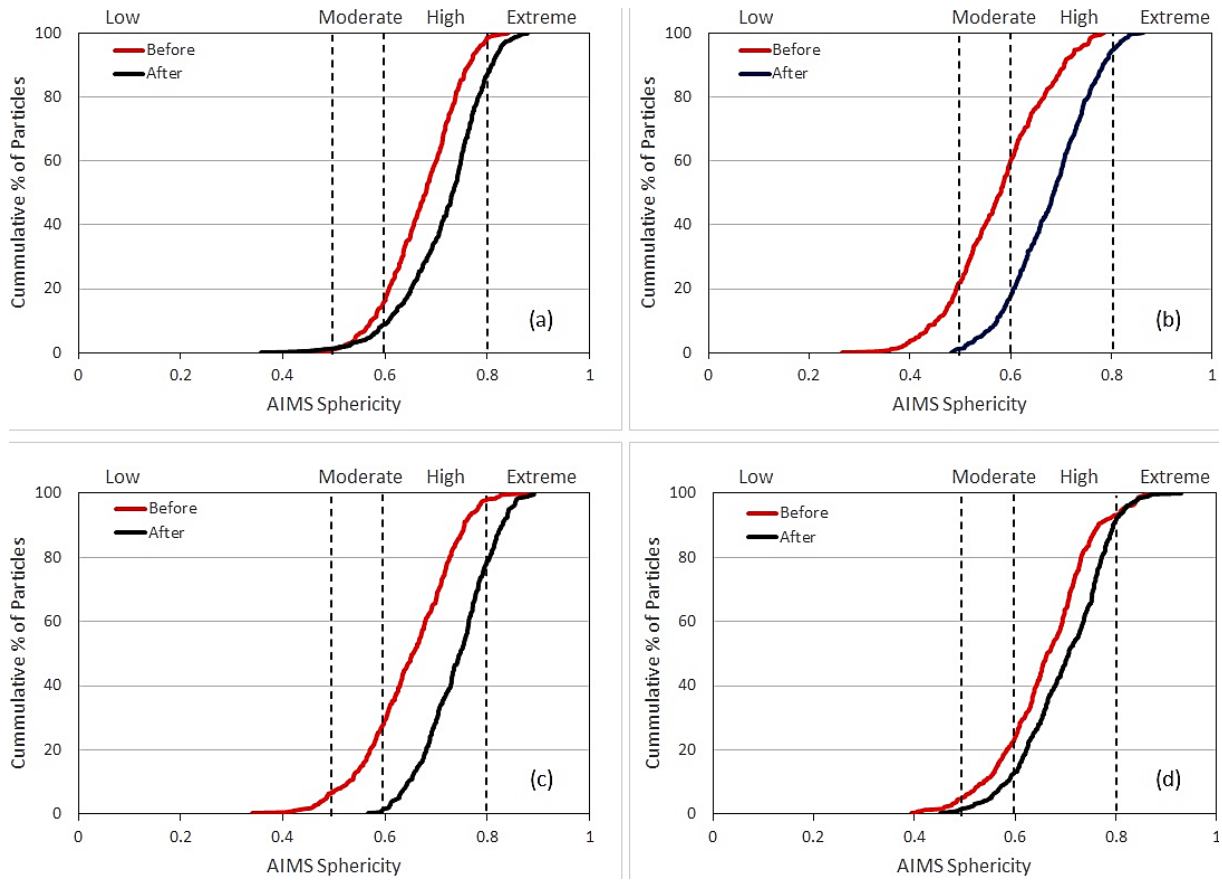 Low Moderate High Extreme
100
80
60
40
20
0
Before
After
(a)
0 0.2 0.4 0.6 0.8 1
AIMS Sphericity
Cummulative % of Particles
Low Moderate High Extreme
100
80
60
40
20
0
Before
After
(b)
0 0.2 0.4 0.6 0.8 1
AIMS Sphericity
Cummulative % of Particles
Low Moderate High Extreme
100
80
60
40
20
0
Before
After
(c)
0 0.2 0.4 0.6 0.8 1
AIMS Sphericity
Cummulative % of Particles
Low Moderate High Extreme
100
80
60
40
20
0
Before
After
(d)
0 0.2 0.4 0.6 0.8 1
AIMS Sphericity
Cummulative % of Particles